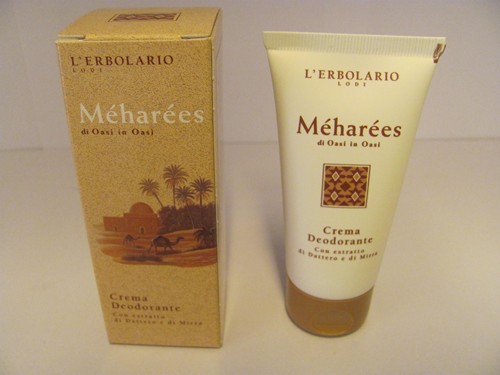 L'ERBOLARIO
LODI
Méharées
di Oasi in Oasi
Crema
Deodorante
Con estratto
di Dattero e di Mirra
L'ERBOLARIO
LODI
Méharées
di Oasi in Oasi
Crema
Deodorante
Con estratto
di Dattero e di Mirra